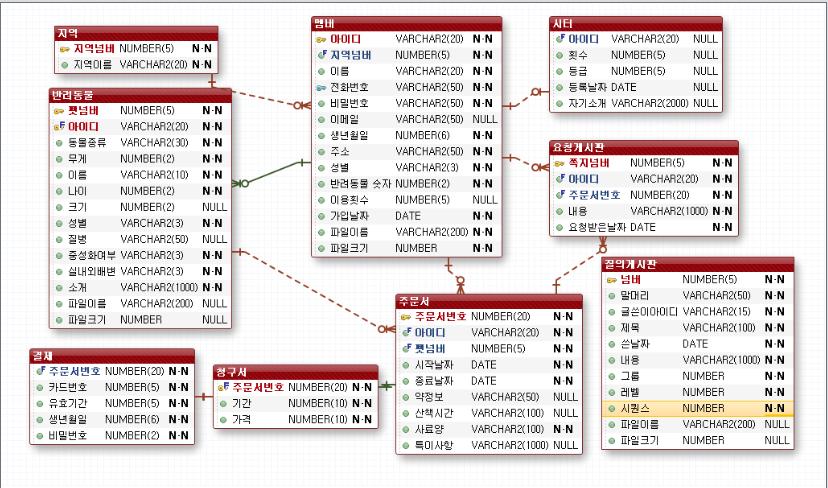 지역
지역넘버 NUMBER(5) N-N
지역이름 VARCHAR2(20) N-N
반려동물
펫넘버 NUMBER(5) N-N
아이디 VARCHAR2(20) N-N
동물종류 VARCHAR2(30) N-N
무게 NUMBER(2) N-N
이름 VARCHAR2(10) N-N
나이 NUMBER(2) N-N
크기 NUMBER(2) NULL
성별 VARCHAR2(3) N-N
질병 VARCHAR2(50) NULL
중성화여부 VARCHAR2(3) N-N
실내외배변 VARCHAR2(3) N-N
소개 VARCHAR2(1000) N-N
파일이름 VARCHAR2(200) NULL
파일크기 NUMBER NULL
멤버
아이디 VARCHAR2(20) N-N
지역넘버 NUMBER(5) N-N
이름 VARCHAR2(20) N-N
전화번호 VARCHAR2(50) N-N
비밀번호 VARCHAR2(50) N-N
이메일 VARCHAR2(50) NULL
생년월일 NUMBER(6) N-N
주소 VARCHAR2(50) N-N
성별 VARCHAR2(3) N-N
반려동물 숫자 NUMBER(2) N-N
이용횟수 NUMBER(5) NULL
가입날짜 DATE N-N
파일이름 VARCHAR2(200) N-N
파일크기 NUMBER N-N
시터
아이디 VARCHAR2(20) NULL
횟수 NUMBER(5) NULL
등급 NUMBER(5) NULL
등록날짜 DATE NULL
자기소개 VARCHAR2(2000) NULL
요청게시판
쪽지넘버 NUMBER(5) N-N
아이디 VARCHAR2(20) N-N
주문서번호 NUMBER(20) N-N
내용 VARCHAR2(1000) N-N
요청받은날짜 DATE N-N
질의게시판
넘버 NUMBER(5) N-N
말머리 VARCHAR2(50) N-N
글쓴이아이디 VARCHAR2(15) N-N
제목 VARCHAR2(100) N-N
쓴날짜 DATE N-N
내용 VARCHAR2(1000) N-N
그룹 NUMBER N-N
레벨 NUMBER N-N
시퀀스 NUMBER N-N
파일이름 VARCHAR2(200) NULL
파일크기 NUMBER NULL
주문서
주문서번호 NUMBER(20) N-N
아이디 VARCHAR2(20) N-N
펫넘버 NUMBER(5) N-N
시작날짜 DATE N-N
종료날짜 DATE N-N
약정보 VARCHAR2(50) NULL
산책시간 VARCHAR2(100) NULL
사료양 VARCHAR2(100) N-N
특이사항 VARCHAR2(1000) NULL
결제
주문서번호 NUMBER(20) N-N
카드번호 NUMBER(5) N-N
유효기간 NUMBER(5) N-N
생년월일 NUMBER(6) N-N
비밀번호 NUMBER(2) N-N
청구서
주문서번호 NUMBER(20) N-N
기간 NUMBER(10) N-N
가격 NUMBER(10) N-N